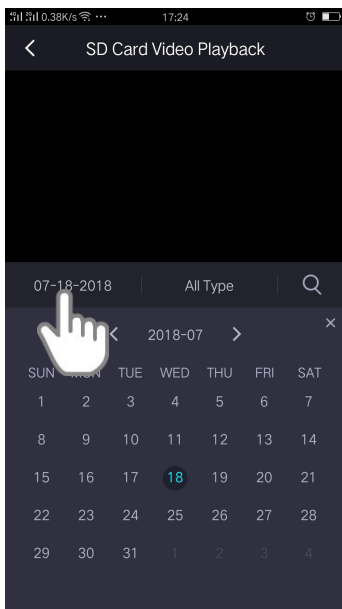 0.38K/s 17:24
SD Card Video Playback
07-18-2018 All Type
2018-07
SUN MON TUE WED THU FRI SAT
1 2 3 4 5 6 7
8 9 10 11 12 13 14
15 16 17 18 19 20 21
22 23 24 25 26 27 28
29 30 31 1 2 3 4